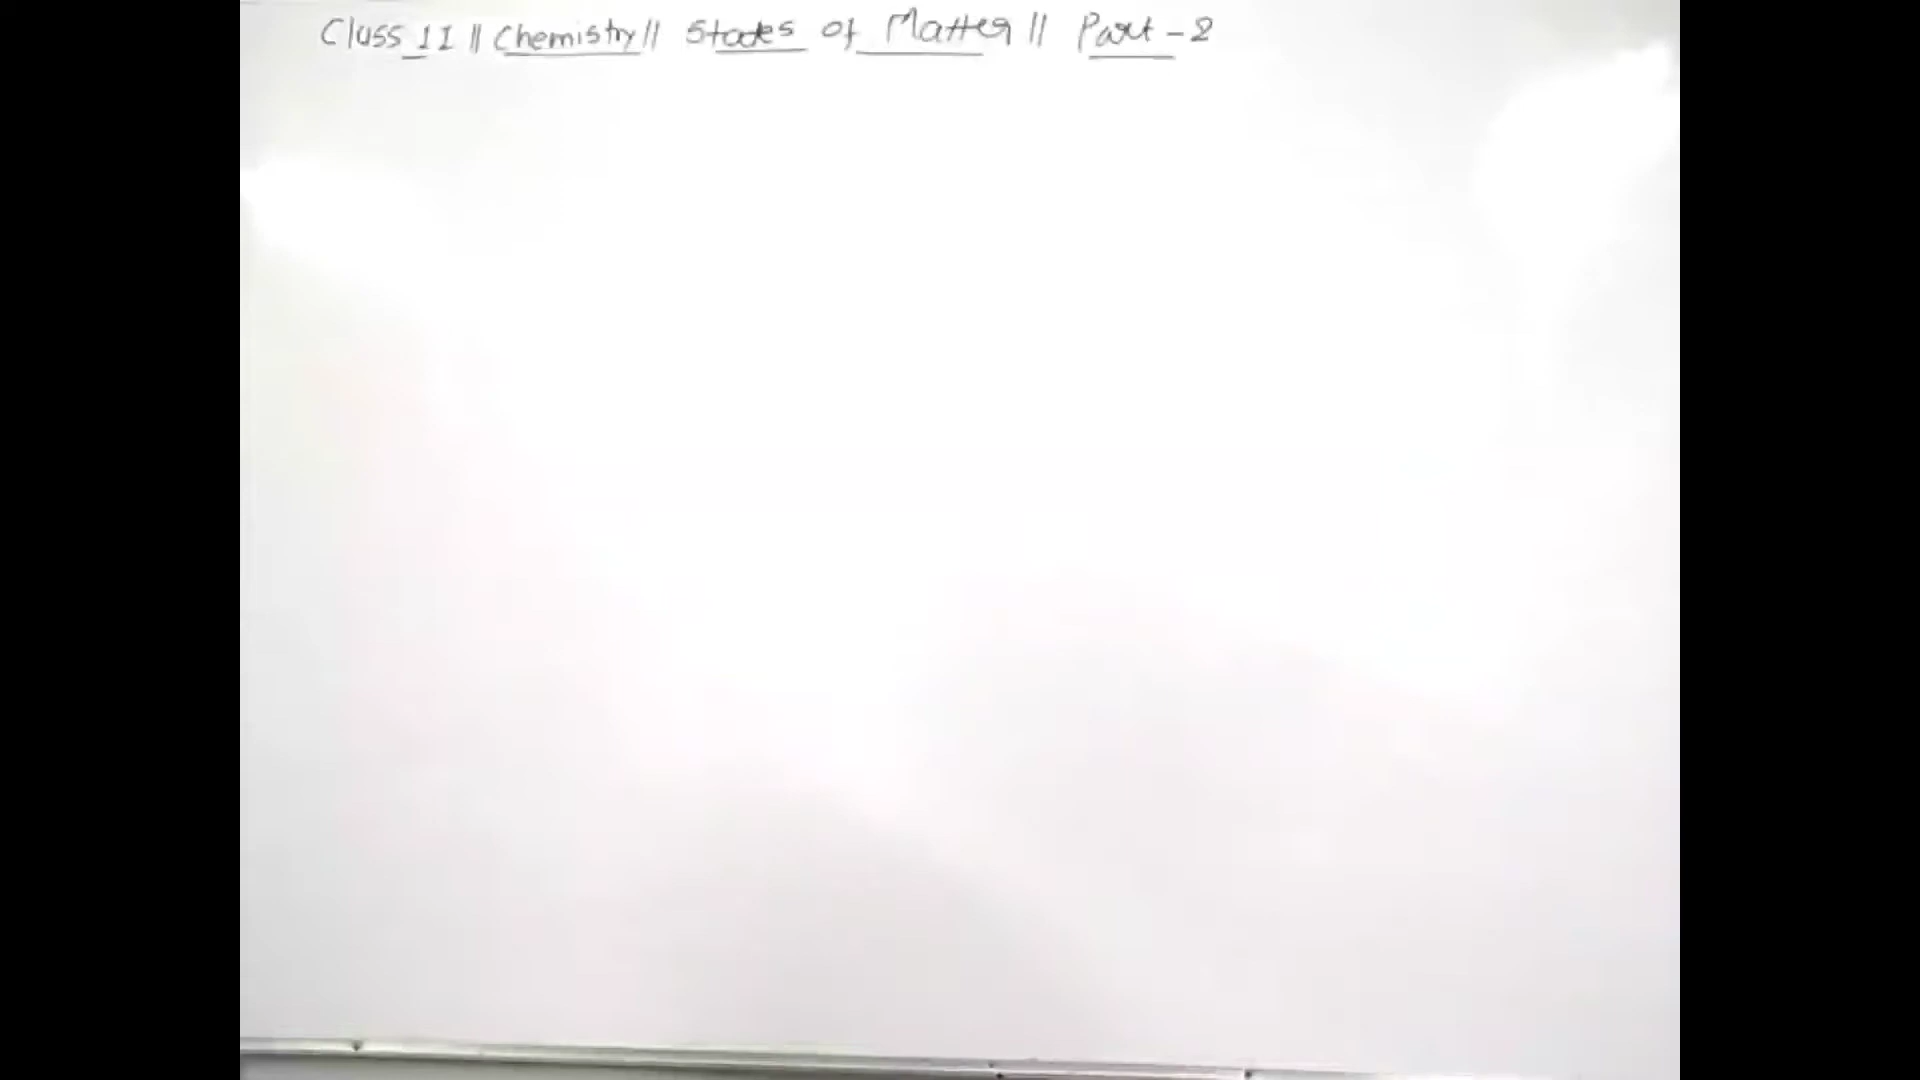 Class 11 || Chemistry || States of Matter || Part - 2